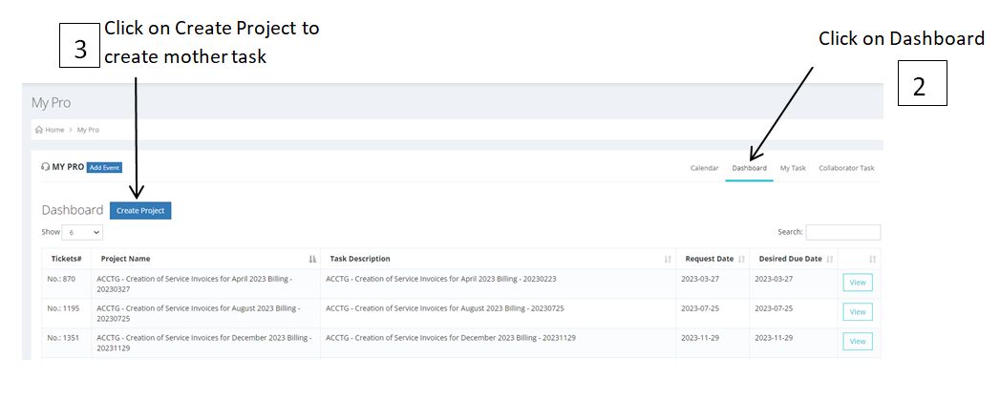 Click on Create Project to
create mother task
3
Click on Dashboard
2
My Pro
Home > My Pro
MY PRO Add Event
Calendar Dashboard My Task Collaborator Task
Dashboard Create Project
Show 6
Search:
Tickets# Project Name Task Description Request Date Desired Due Date
No.: 870 ACCTG - Creation of Service Invoices for April 2023 Billing - ACCTG - Creation of Service Invoices for April 2023 Billing - 20230223 2023-03-27 2023-03-27 View
20230327
No.: 1195 ACCTG - Creation of Service Invoices for August 2023 Billing - ACCTG - Creation of Service Invoices for August 2023 Billing - 20230725 2023-07-25 2023-07-25 View
20230725
No.: 1351 ACCTG - Creation of Service Invoices for December 2023 Billing - ACCTG - Creation of Service Invoices for December 2023 Billing - 20231129 2023-11-29 2023-11-29 View
20231129